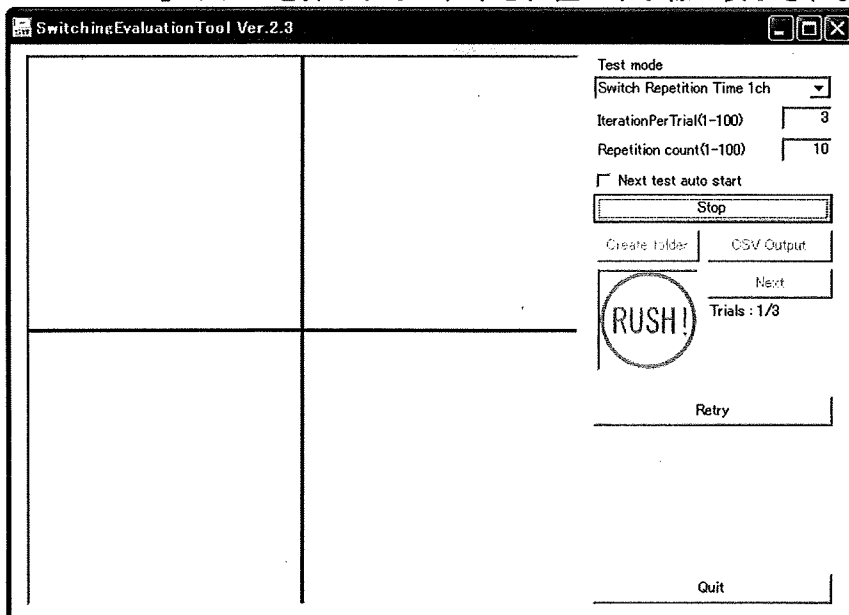 SwitchingEvaluationTool Ver.2.3
Test mode
Switch Repetition Time 1ch
IterationPerTrial(1-100) 3
Repetition count(1-100) 10
Next test auto start
Stop
Create folder CSV Output
Next
RUSH!
Trials : 1/3
Retry
Quit